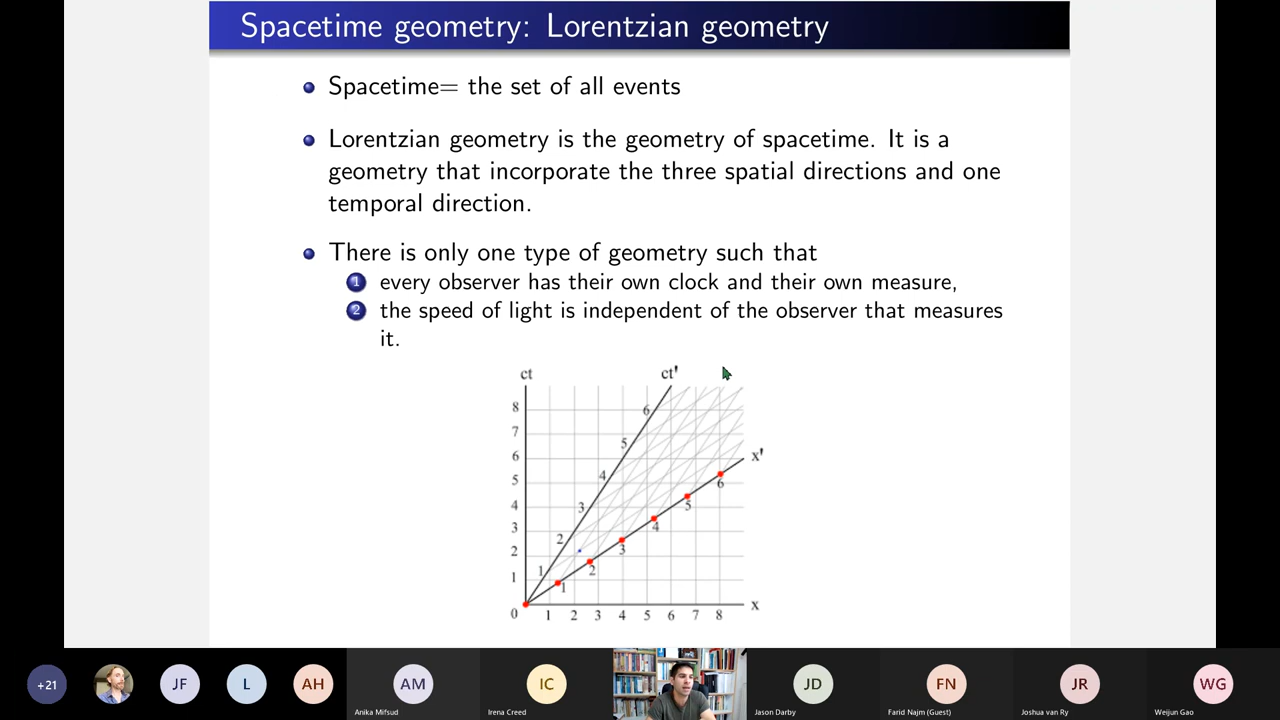 Spacetime geometry: Lorentzian geometry
Spacetime= the set of all events
Lorentzian geometry is the geometry of spacetime. It is a
geometry that incorporate the three spatial directions and one
temporal direction.
There is only one type of geometry such that
1 every observer has their own clock and their own measure,
2 the speed of light is independent of the observer that measures
it.
ct ct'
8 6
7
6 5 x'
5 4 6
4 3 5
3 2 4
2 3
1 1 2
1
0 1 2 3 4 5 6 7 8 x
+21 JF L AH AM IC JD FN JR WG
Anika Mifsud Irena Creed Jason Darby Farid Najm (Guest) Joshua van Ry Weijun Gao